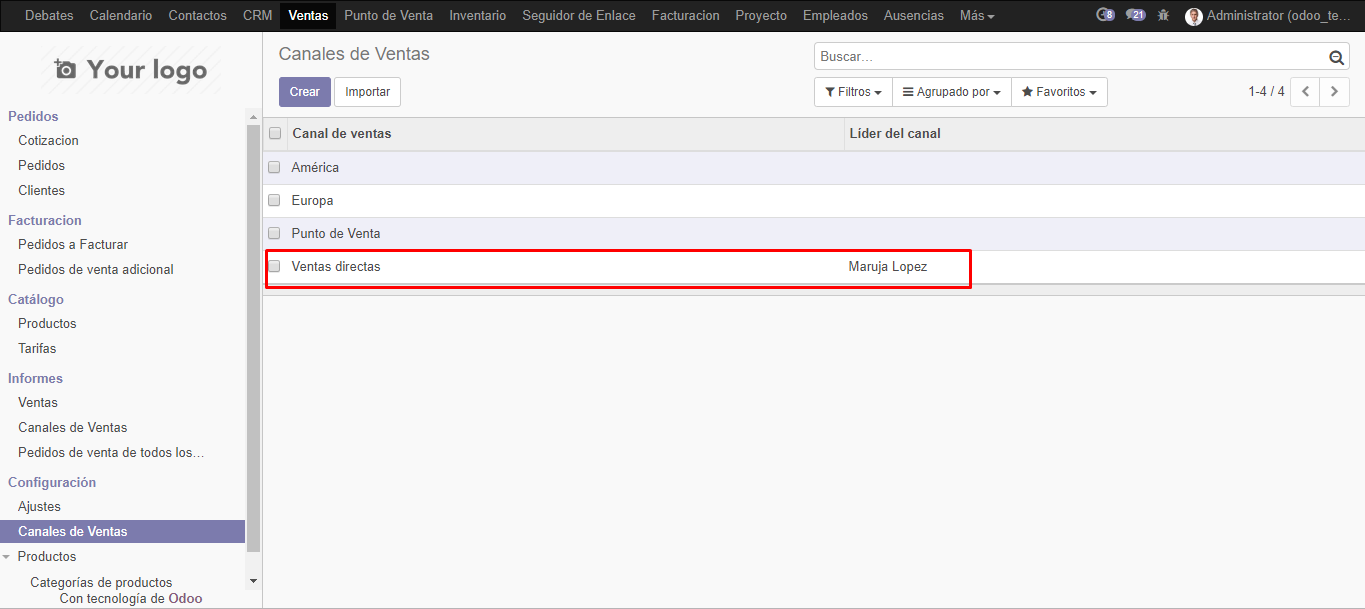 Debates Calendario Contactos CRM Ventas Punto de Venta Inventario Seguidor de Enlace Facturacion Proyecto Empleados Ausencias Más 8 21 Administrator (odoo_te...
Your logo
Pedidos
Cotizacion
Pedidos
Clientes
Facturacion
Pedidos a Facturar
Pedidos de venta adicional
Catálogo
Productos
Tarifas
Informes
Ventas
Canales de Ventas
Pedidos de venta de todos los...
Configuración
Ajustes
Canales de Ventas
Productos
Categorías de productos
Con tecnología de Odoo
Canales de Ventas
Buscar...
Crear Importar
Filtros Agrupado por Favoritos 1-4 / 4
Canal de ventas Líder del canal
América
Europa
Punto de Venta
Ventas directas Maruja Lopez